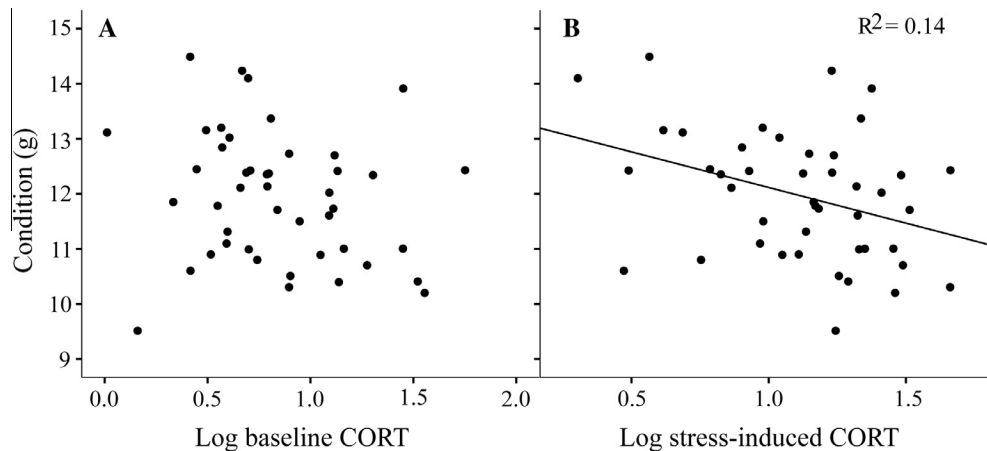 A
B
R2 = 0.14
Condition (g)
15
14
13
12
11
10
9
0.0 0.5 1.0 1.5 2.0
0.5 1.0 1.5
Log baseline CORT
Log stress-induced CORT